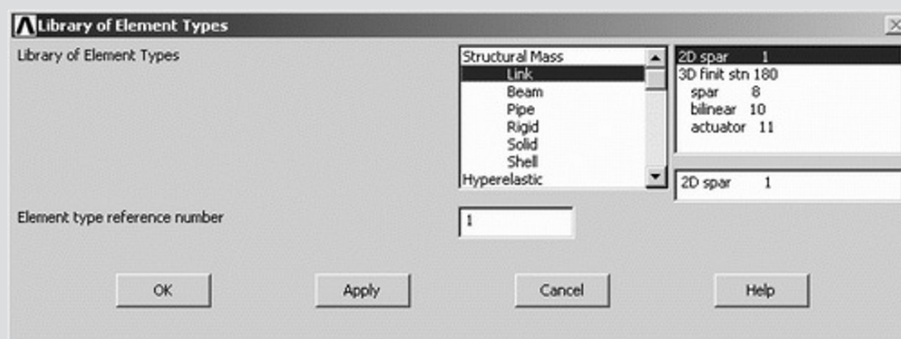 Library of Element Types
Library of Element Types
Structural Mass
Link
Beam
Pipe
Rigid
Solid
Shell
Hyperelastic
2D spar 1
3D finit stn 180
spar 8
bilinear 10
actuator 11
2D spar 1
Element type reference number
1
OK
Apply
Cancel
Help